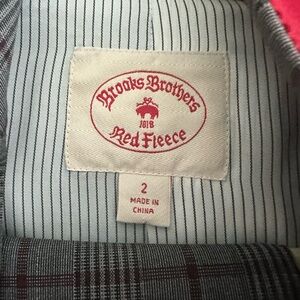 Brooks Brothers
1818
Red Fleece
2
MADE IN
CHINA